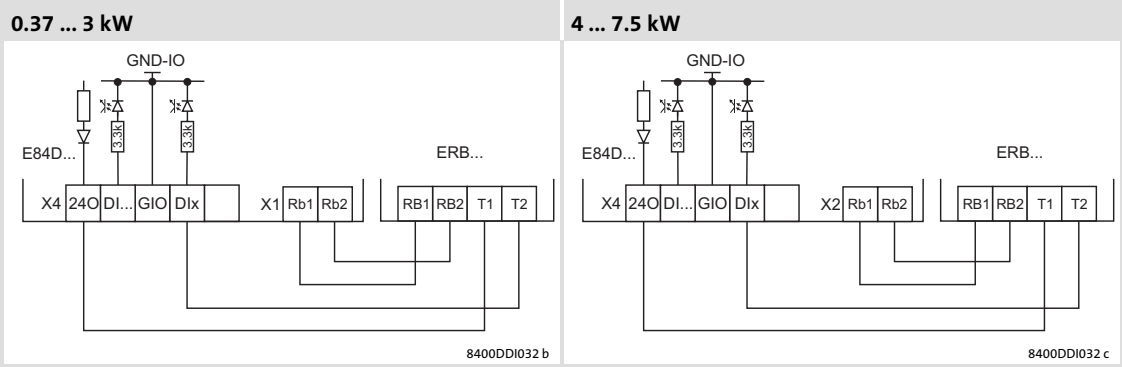 0.37 ... 3 kW
GND-IO
3.3k
3.3k
E84D...
ERB...
X4 24O DI... GIO DIx
X1 Rb1 Rb2
RB1 RB2 T1 T2
8400DDI032 b
4 ... 7.5 kW
GND-IO
3.3k
3.3k
E84D...
ERB...
X4 24O DI... GIO DIx
X2 Rb1 Rb2
RB1 RB2 T1 T2
8400DDI032 c